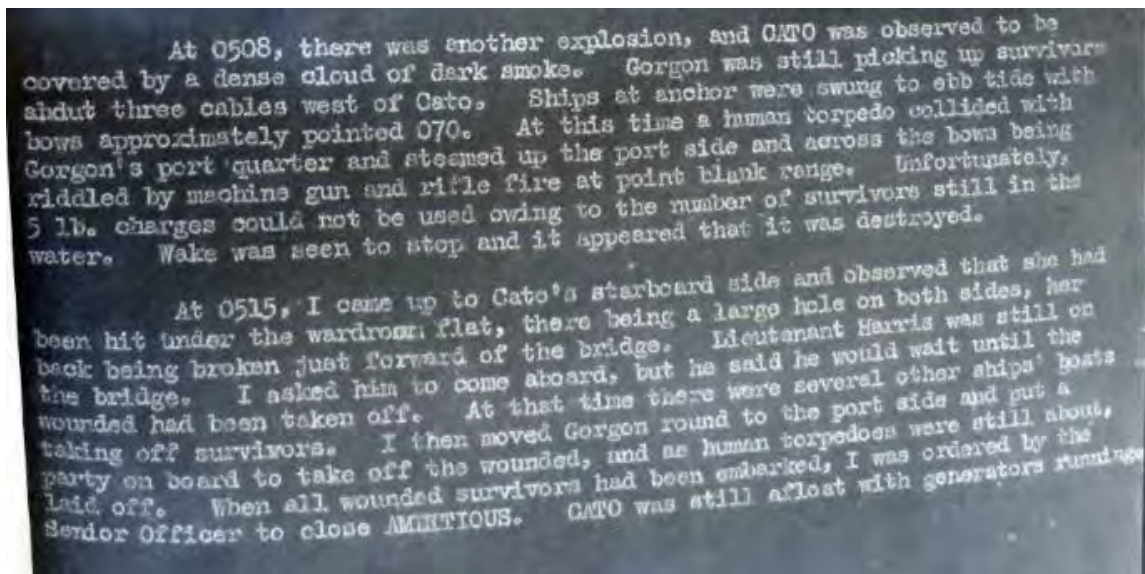 At 0508, there was another explosion, and CATO was observed to be
covered by a dense cloud of dark smoke. Gorgon was still picking up survivors
abdut three cables west of Cato. Ships at anchor were swung to ebb tide with
bows approximately pointed 070. At this time a human torpedo collided with
Gorgon's port quarter and steamed up the port side and across the bows being
riddled by machine gun and rifle fire at point blank range. Unfortunately,
5 lb. charges could not be used owing to the number of survivors still in the
water. Wake was seen to stop and it appeared that it was destroyed.
At 0515, I came up to Cato's starboard side and observed that she had
been hit under the wardroom flat, there being a large hole on both sides, her
back being broken just forward of the bridge. Lieutenant Harris was still on
the bridge. I asked him to come aboard, but he said he would wait until the
wounded had been taken off. At that time there were several other ships' boats
taking off survivors. I then moved Gorgon round to the port side and put a
party on board to take off the wounded, and as human torpedoes were still about,
laid off. When all wounded survivors had been embarked, I was ordered by the
Senior Officer to close AMBITIOUS. CATO was still afloat with generators running.